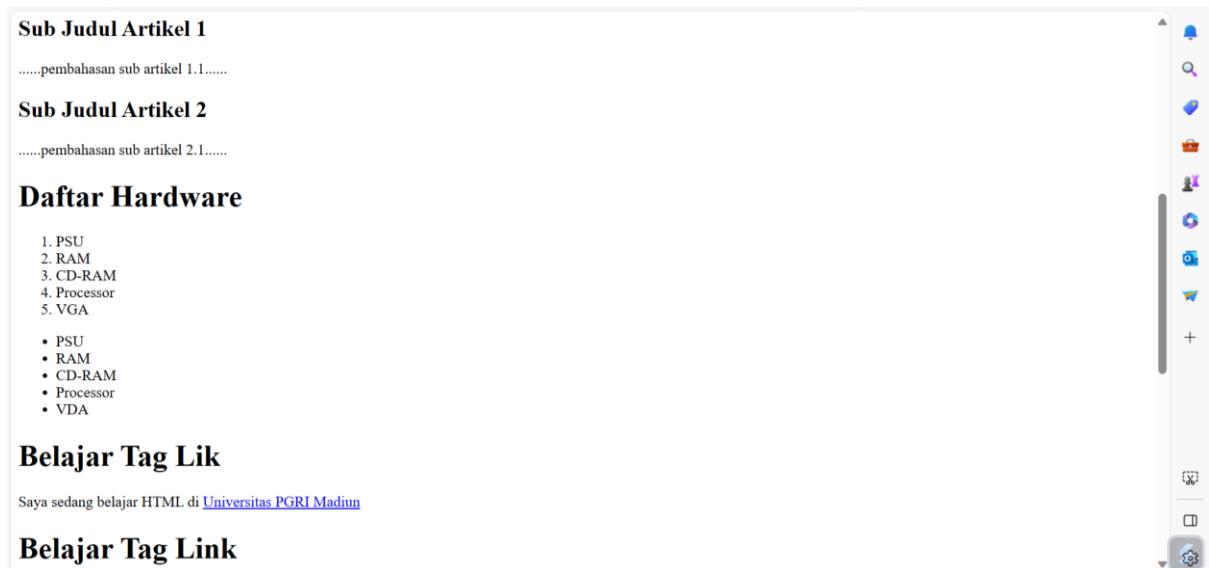 Sub Judul Artikel 1
......pembahasan sub artikel 1.1......
Sub Judul Artikel 2
......pembahasan sub artikel 2.1......
Daftar Hardware
1. PSU
2. RAM
3. CD-RAM
4. Processor
5. VGA
• PSU
• RAM
• CD-RAM
• Processor
• VDA
Belajar Tag Lik
Saya sedang belajar HTML di Universitas PGRI Madiun
Belajar Tag Link